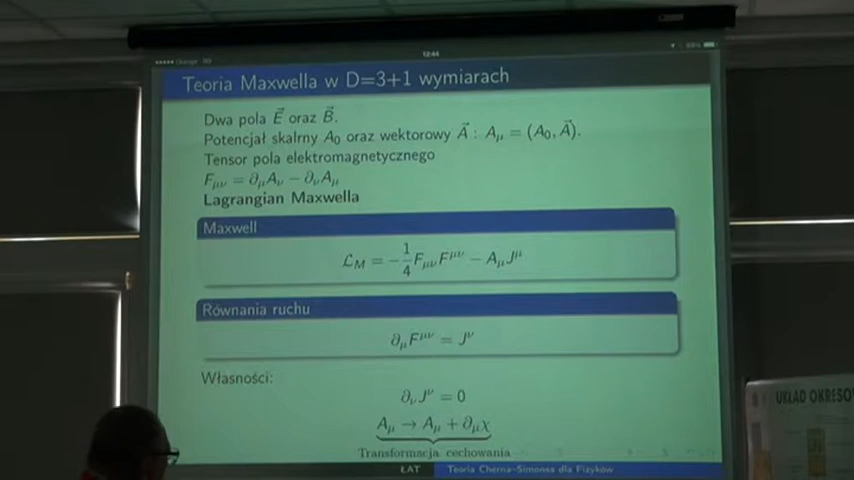 12:44
Teoria Maxwella w D=3+1 wymiarach
Dwa pola $\vec{E}$ oraz $\vec{B}$.
Potencjał skalrny $A_0$ oraz wektorowy $\vec{A}$ : $A_\mu = (A_0, \vec{A})$.
Tensor pola elektromagnetycznego
$F_{\mu\nu} = \partial_\mu A_\nu - \partial_\nu A_\mu$
Lagrangian Maxwella
Maxwell
$\mathcal{L}_M = -\frac{1}{4} F_{\mu\nu} F^{\mu\nu} - A_\mu J^\mu$
Równania ruchu
$\partial_\mu F^{\mu\nu} = J^\nu$
Własności:
$\partial_\nu J^\nu = 0$
$A_\mu \to A_\mu + \partial_\mu \chi$
Transformacja cechowania
ŁAT Teoria Cherna-Simonsa dla Fizyków
UKŁAD OKRESO